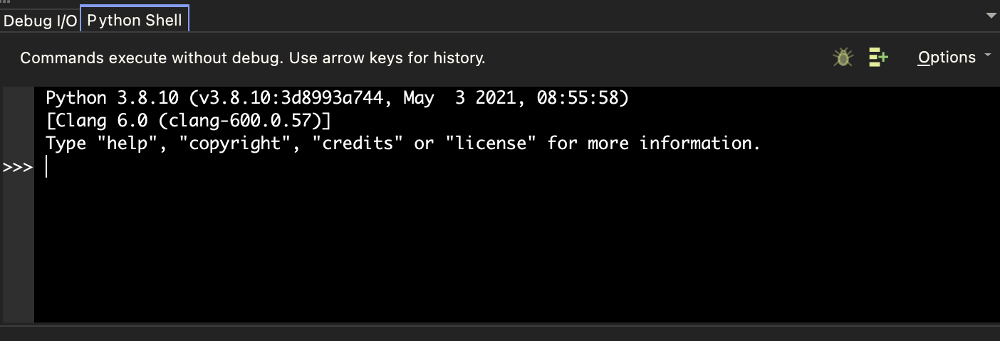 Debug I/O Python Shell
Commands execute without debug. Use arrow keys for history.
Options
Python 3.8.10 (v3.8.10:3d8993a744, May  3 2021, 08:55:58)
[Clang 6.0 (clang-600.0.57)]
Type "help", "copyright", "credits" or "license" for more information.
>>>